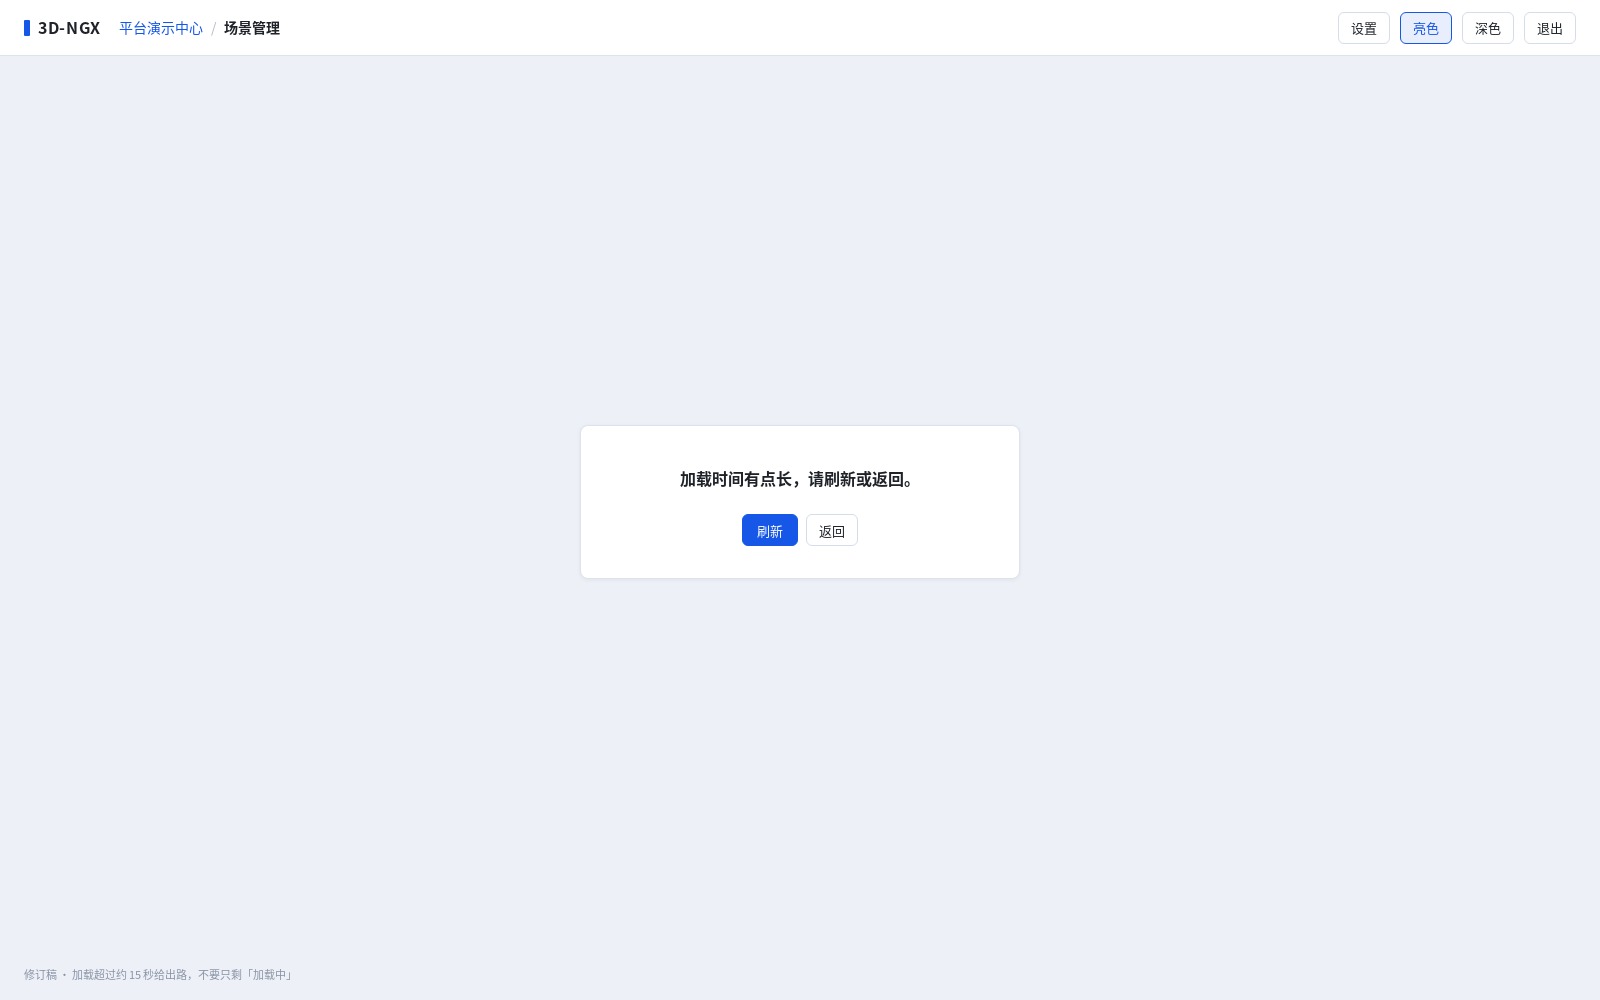 3D-NGX 平台演示中心 / 场景管理 设置 亮色 深色 退出
加载时间有点长，请刷新或返回。
刷新 返回
修订稿 · 加载超过约 15 秒给出路，不要只剩「加载中」